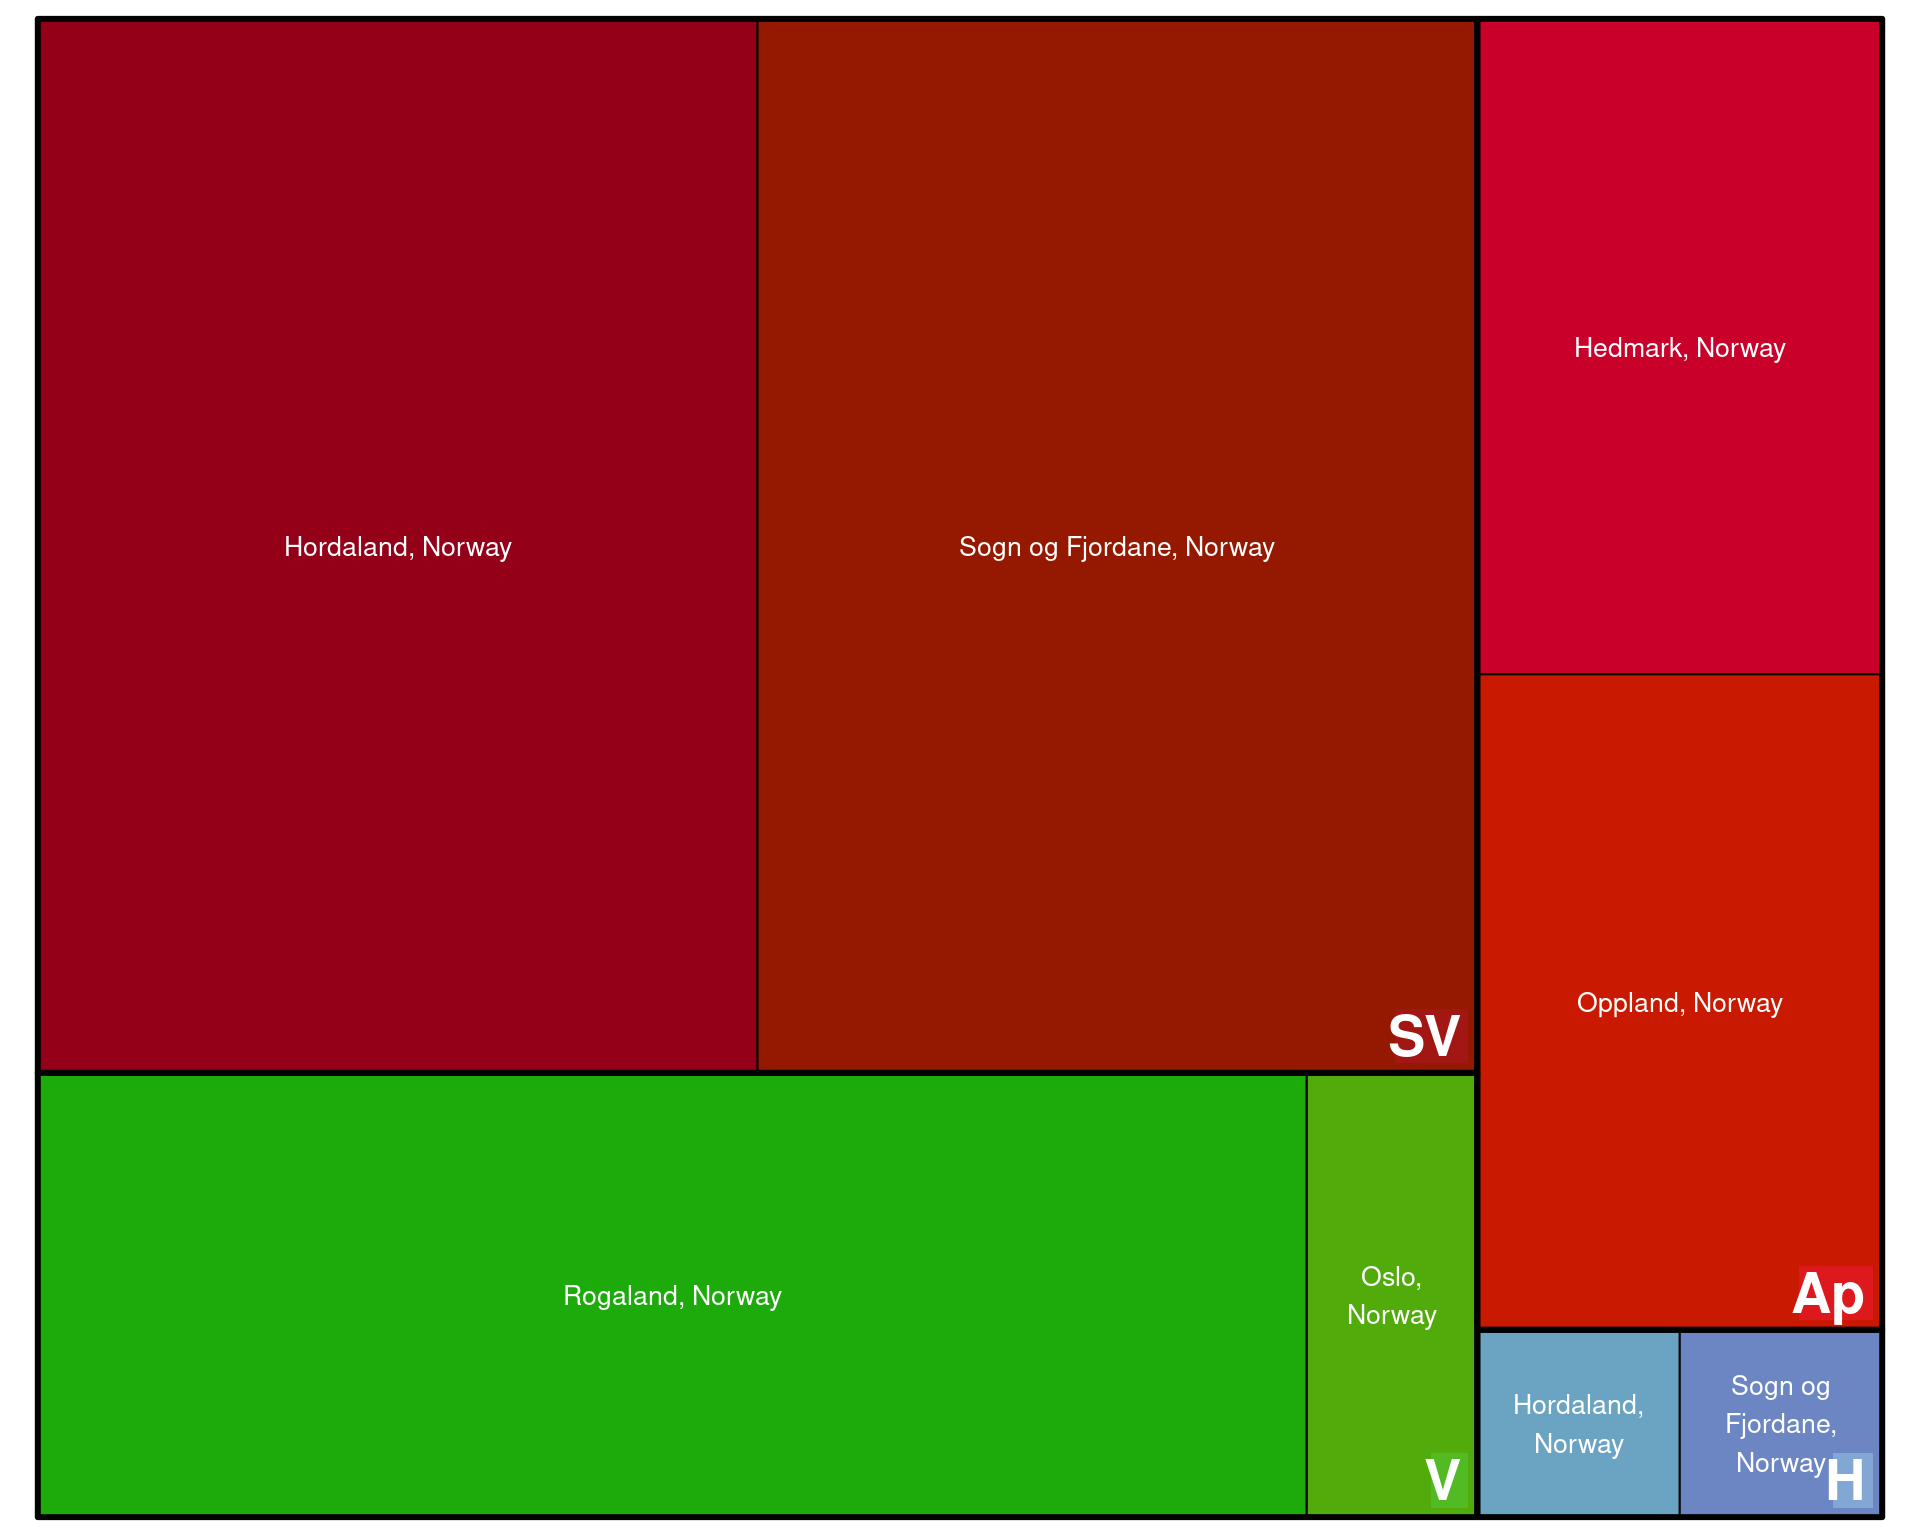 Hordaland, Norway
Sogn og Fjordane, Norway
SV
Hedmark, Norway
Oppland, Norway
Ap
Rogaland, Norway
Oslo,
Norway
V
Hordaland,
Norway
Sogn og
Fjordane,
Norway
H